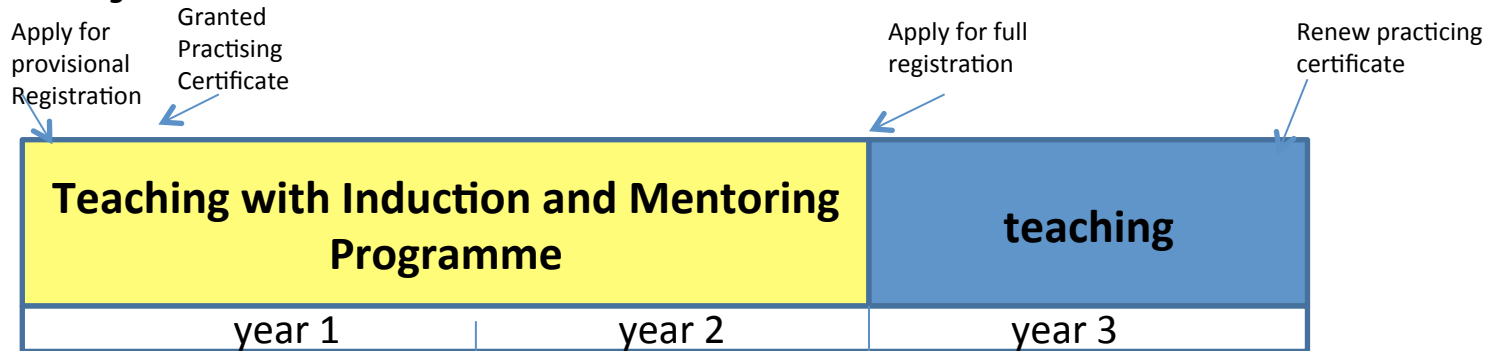 Apply for
provisional
Registration
Granted
Practising
Certificate
Apply for full
registration
Renew practicing
certificate
Teaching with Induction and Mentoring
Programme
teaching
year 1
year 2
year 3